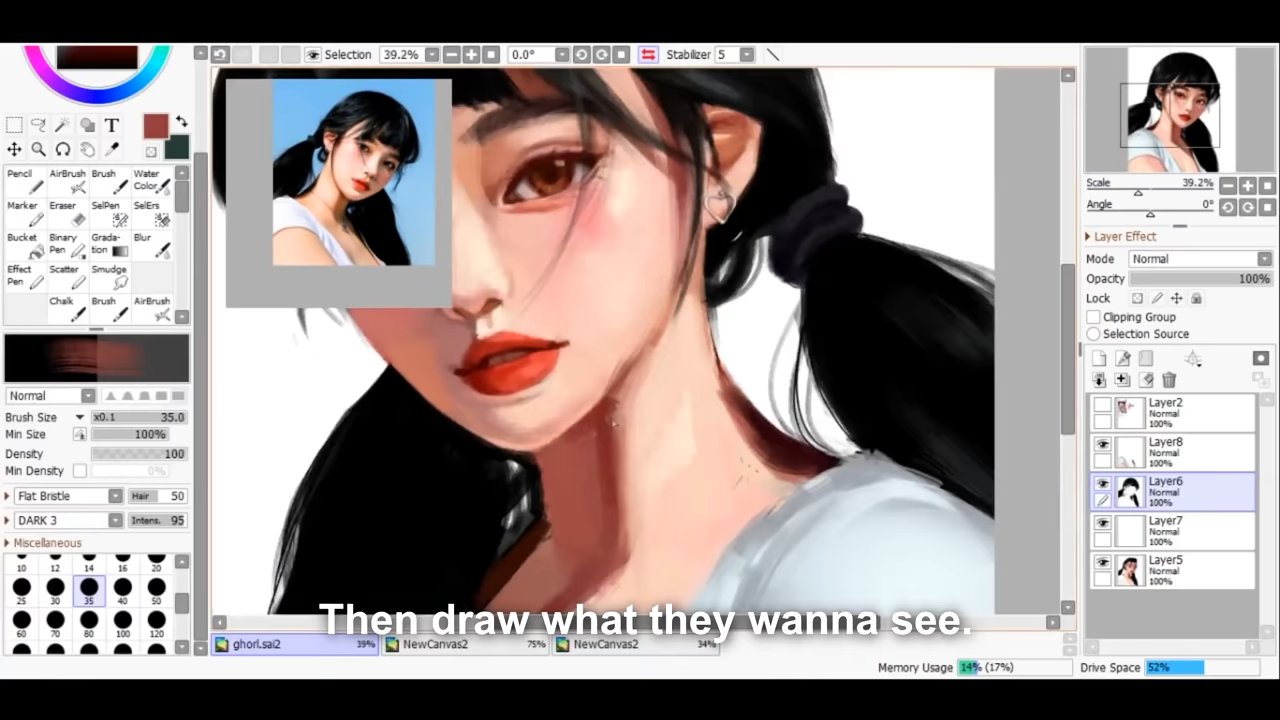 Selection 39.2% 0.0° Stabilizer 5
T
Pencil AirBrush Brush Water Color
Marker Eraser SelPen SelErs
Bucket Binary Pen Grada-tion Blur
Effect Pen Scatter Smudge
Chalk Brush AirBrush
Normal
Brush Size x0.1 35.0
Min Size 100%
Density 100
Min Density 0%
Flat Bristle Hair 50
DARK 3 Intens. 95
Miscellaneous
10 12 14 16 20
25 30 35 40 50
60 70 80 100 120
Scale 39.2%
Angle 0°
Layer Effect
Mode Normal
Opacity 100%
Lock
Clipping Group
Selection Source
Layer2
Normal
100%
Layer8
Normal
100%
Layer6
Normal
100%
Layer7
Normal
100%
Layer5
Normal
100%
Then draw what they wanna see.
ghorl.sai2 39% NewCanvas2 75% NewCanvas2 34%
Memory Usage 14% (17%) Drive Space 52%